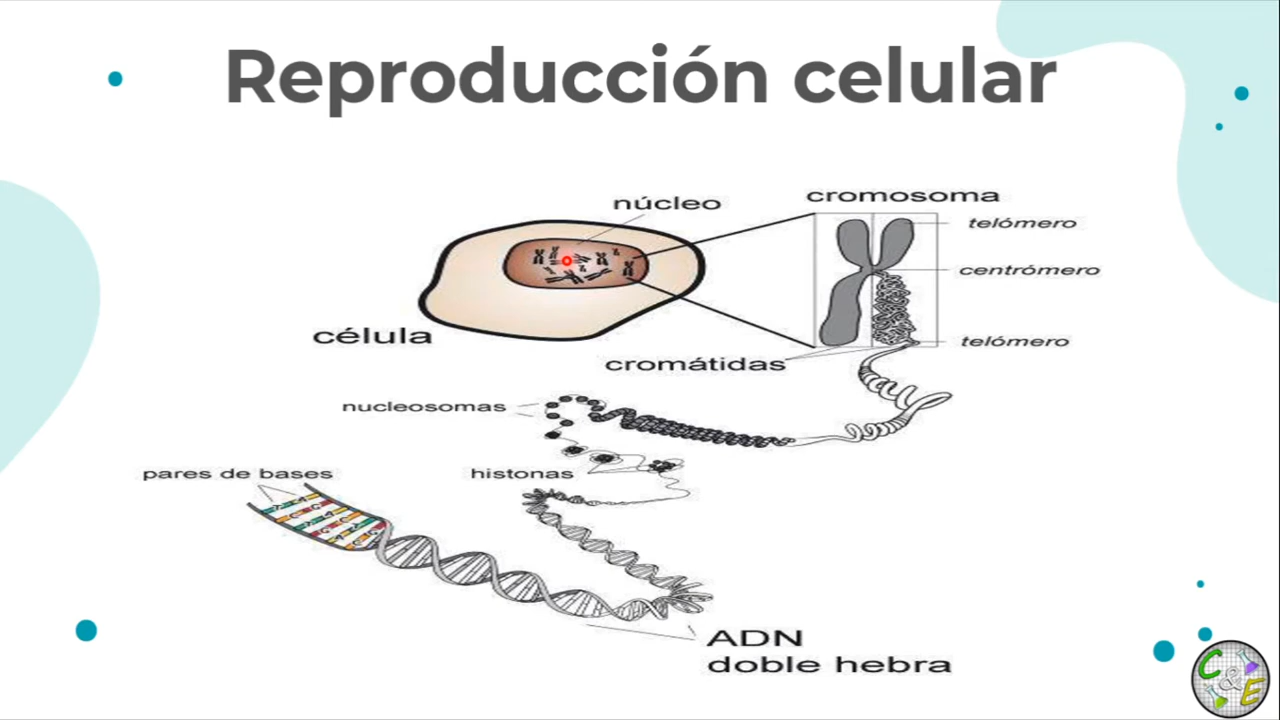 Reproducción celular
núcleo
cromosoma
telómero
centrómero
célula
telómero
cromátidas
nucleosomas
pares de bases
histonas
ADN
doble hebra
C&E